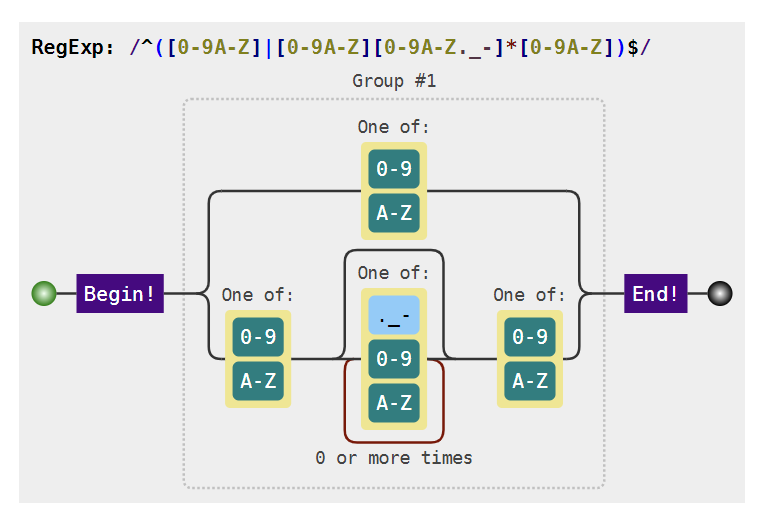 RegExp: /^([0-9A-Z]|[0-9A-Z][0-9A-Z._-]*[0-9A-Z])$/
Group #1
One of:
0-9
A-Z
Begin!
One of:
0-9
A-Z
One of:
._-
0-9
A-Z
0 or more times
One of:
0-9
A-Z
End!